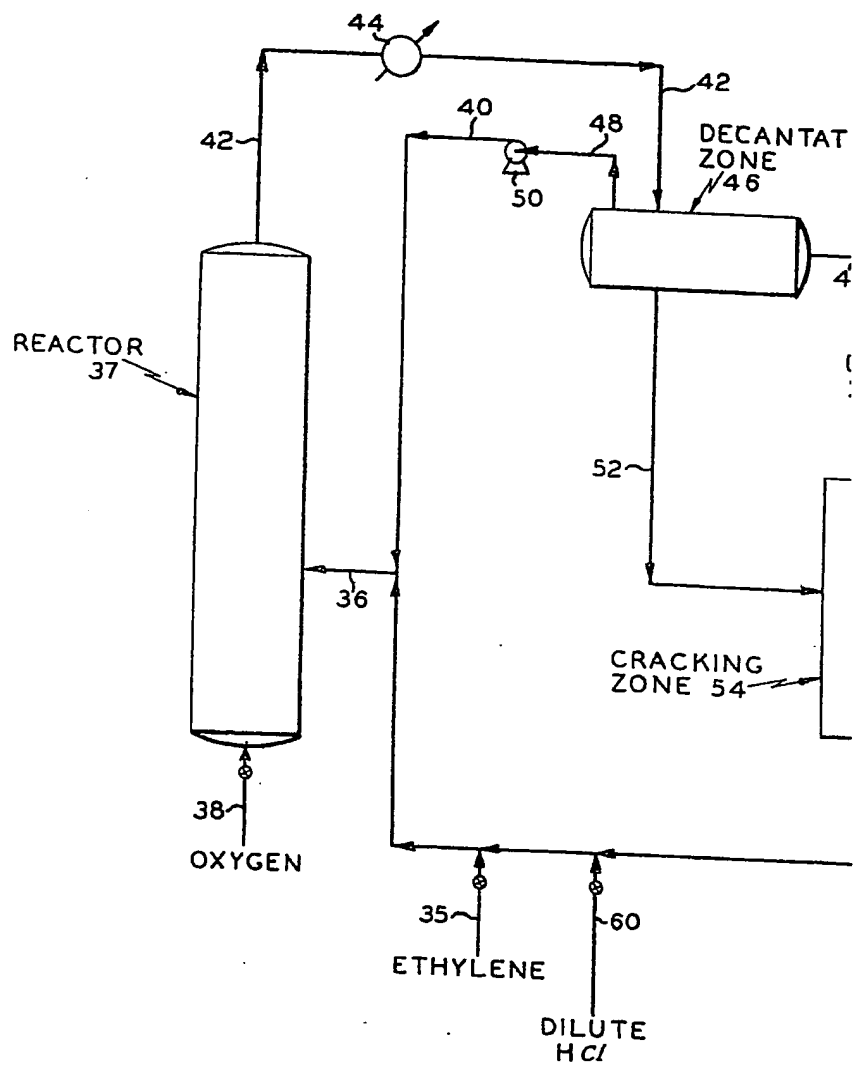 44
42
40
48
42
DECANTAT
ZONE
46
50
REACTOR
37
52
36
CRACKING
ZONE 54
38
OXYGEN
35
60
ETHYLENE
DILUTE
HCl